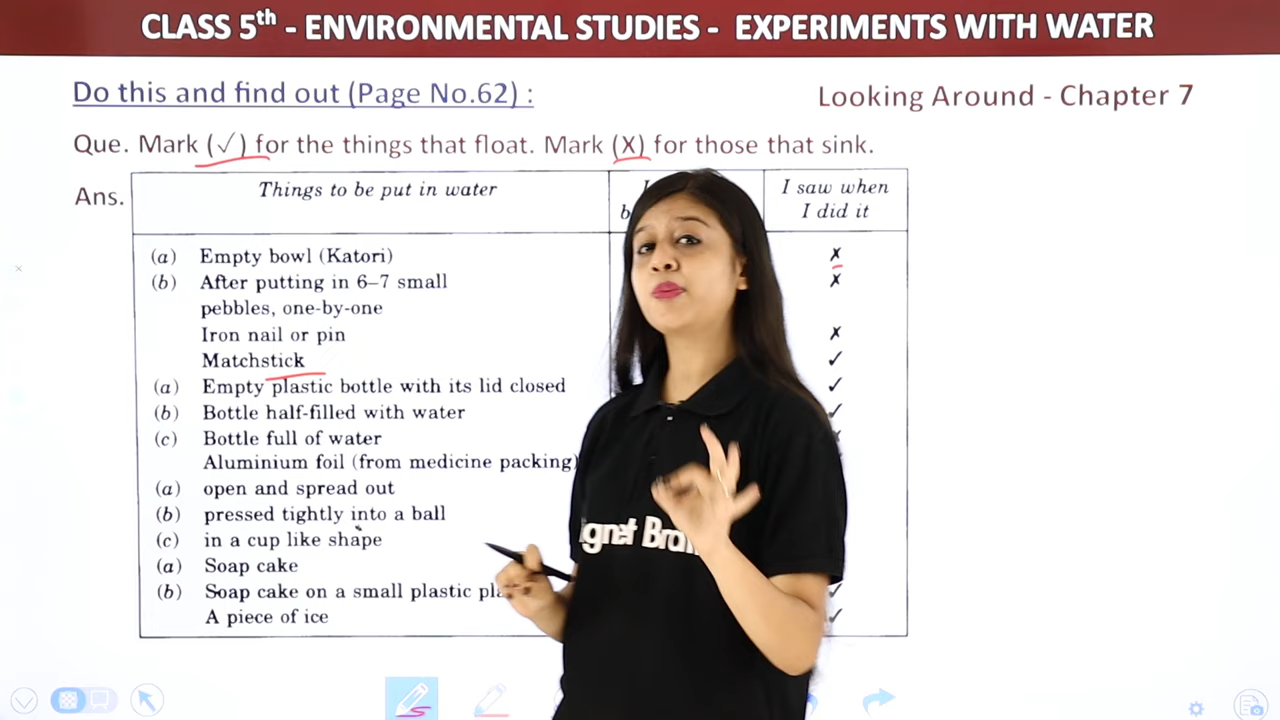 CLASS 5th - ENVIRONMENTAL STUDIES - EXPERIMENTS WITH WATER
Do this and find out (Page No.62) :
Looking Around - Chapter 7
Que. Mark (✓) for the things that float. Mark (X) for those that sink.
Ans.
Things to be put in water
I saw when
I did it
(a) Empty bowl (Katori) ✗
(b) After putting in 6–7 small ✗
pebbles, one-by-one
Iron nail or pin ✗
Matchstick ✓
(a) Empty plastic bottle with its lid closed ✓
(b) Bottle half-filled with water ✓
(c) Bottle full of water
Aluminium foil (from medicine packing)
(a) open and spread out
(b) pressed tightly into a ball
(c) in a cup like shape
(a) Soap cake
(b) Soap cake on a small plastic ✓
A piece of ice ✓